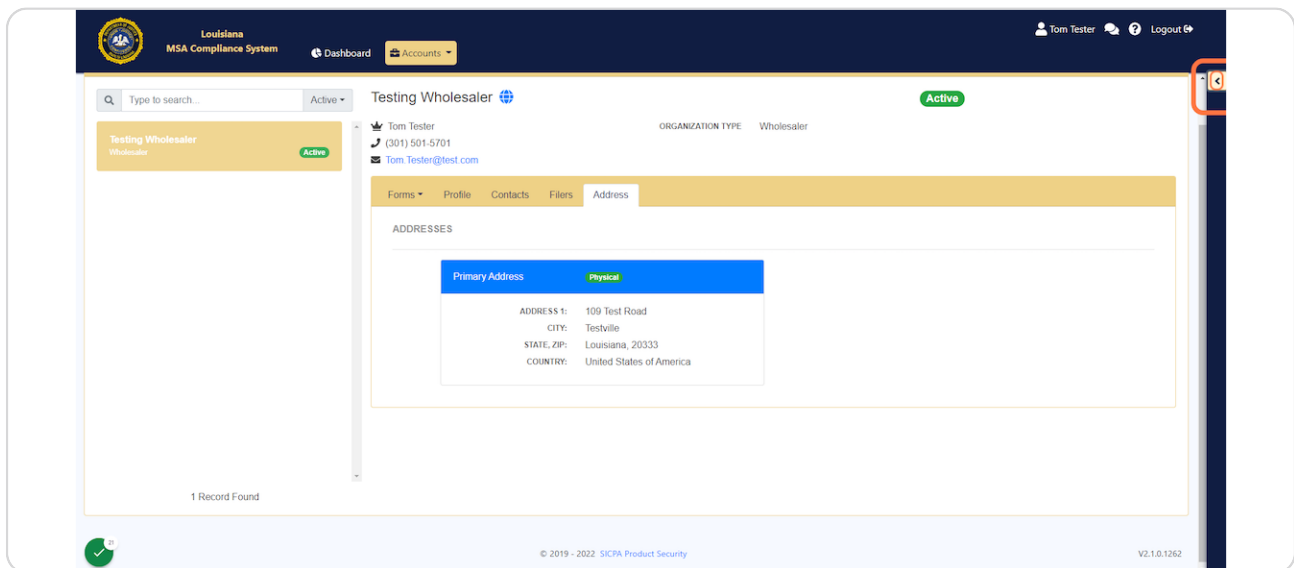 Louisiana
MSA Compliance System
Dashboard
Accounts
Tom Tester
Logout
Type to search...
Active
Testing Wholesaler
Wholesaler
Active
1 Record Found
Testing Wholesaler
Active
Tom Tester
(301) 501-5701
Tom.Tester@test.com
ORGANIZATION TYPE Wholesaler
Forms Profile Contacts Filers Address
ADDRESSES
Primary Address Physical
ADDRESS 1: 109 Test Road
CITY: Testville
STATE, ZIP: Louisiana, 20333
COUNTRY: United States of America
21
© 2019 - 2022 SICPA Product Security
V2.1.0.1262